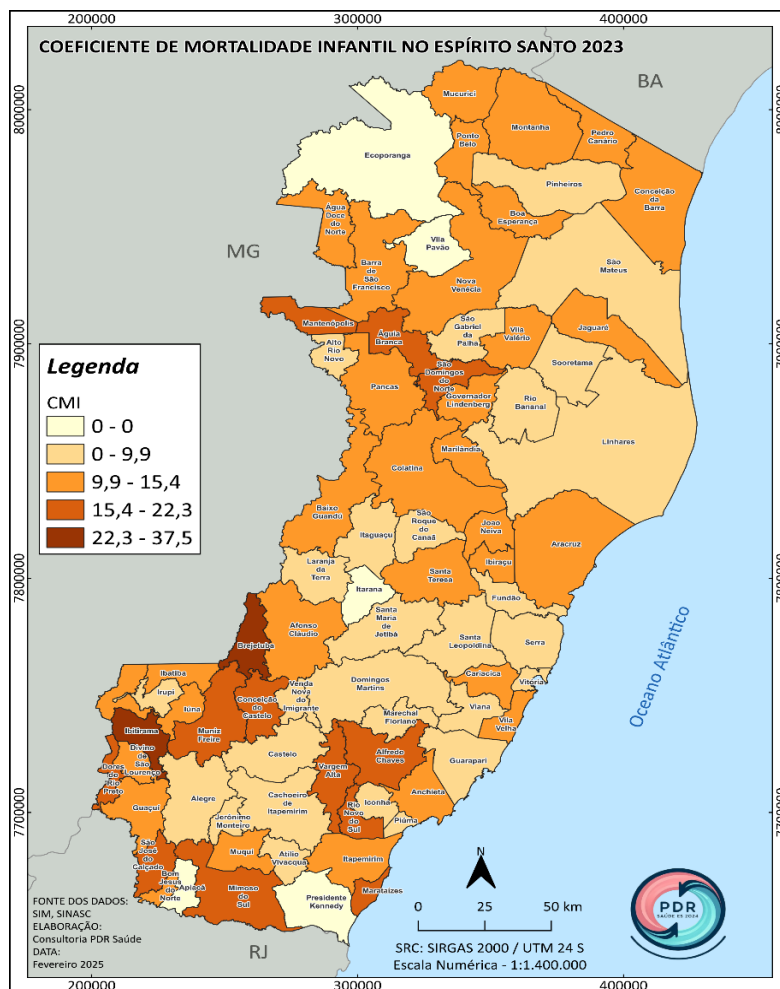 200000 300000 400000
COEFICIENTE DE MORTALIDADE INFANTIL NO ESPÍRITO SANTO 2023
BA
8000000
8000000
Mucurici
Montanha
Ponto
Belo
Pedro
Canário
Ecoporanga
Pinheiros
Conceição
da
Barra
Água
Doce
do
Norte
Boa
Esperança
Vila
Pavão
MG
Barra
de
São
Francisco
São
Mateus
Nova
Venécia
Mantenópolis
Águia
Branca
São
Gabriel
da
Palha
Vila
Valério
Jaguaré
7900000
7900000
Alto
Rio
Novo
Sooretama
São
Domingos
do
Norte
Pancas
Governador
Lindenberg
Rio
Bananal
Legenda
CMI
0 - 0
0 - 9,9
9,9 - 15,4
15,4 - 22,3
22,3 - 37,5
Linhares
Marilandia
Colatina
Baixo
Guandu
São
Roque
do
Canaã
Itaguaçu
João
Neiva
Aracruz
Laranja
da
Terra
Ibiraçu
Santa
Teresa
7800000
7800000
Itarana
Fundão
Santa
Maria
de
Jetibá
Afonso
Cláudio
Santa
Leopoldina
Serra
Brejetuba
Oceano Atlântico
Ibatiba
Irupi
Iúna
Conceição
do
Castelo
Venda
Nova
do
Imigrante
Domingos
Martins
Cariacica
Vitória
Viana
Marechal
Floriano
Vila
Velha
Ibitirama
Muniz
Freire
Divino
de
São
Lourenço
Castelo
Alfredo
Chaves
Guarapari
Dores
do
Rio
Preto
Vargem
Alta
Guaçuí
Alegre
Cachoeiro
de
Itapemirim
Anchieta
Iconha
Rio
Novo
do
Sul
Piúma
Jerônimo
Monteiro
7700000
7700000
São
José
do
Calçado
Muqui
Atílio
Vivacqua
Itapemirim
Bom
Jesus
do
Norte
Apiacá
Mimoso
do
Sul
Presidente
Kennedy
Marataízes
N
0 25 50 km
PDR
SAÚDE ES 2024
FONTE DOS DADOS:
SIM, SINASC
ELABORAÇÃO:
Consultoria PDR Saúde
DATA:
Fevereiro 2025
RJ
SRC: SIRGAS 2000 / UTM 24 S
Escala Numérica - 1:1.400.000
200000 300000 400000